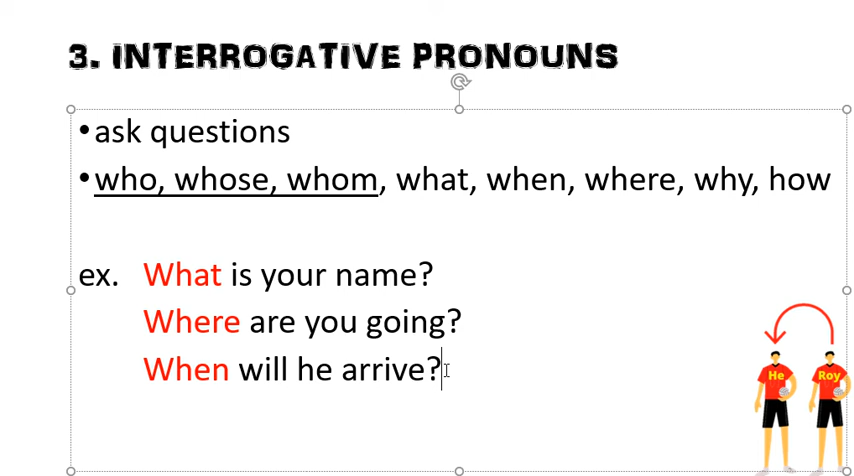 3. INTERROGATIVE PRONOUNS
•ask questions
•who, whose, whom, what, when, where, why, how
ex. What is your name?
Where are you going?
When will he arrive?
He Roy